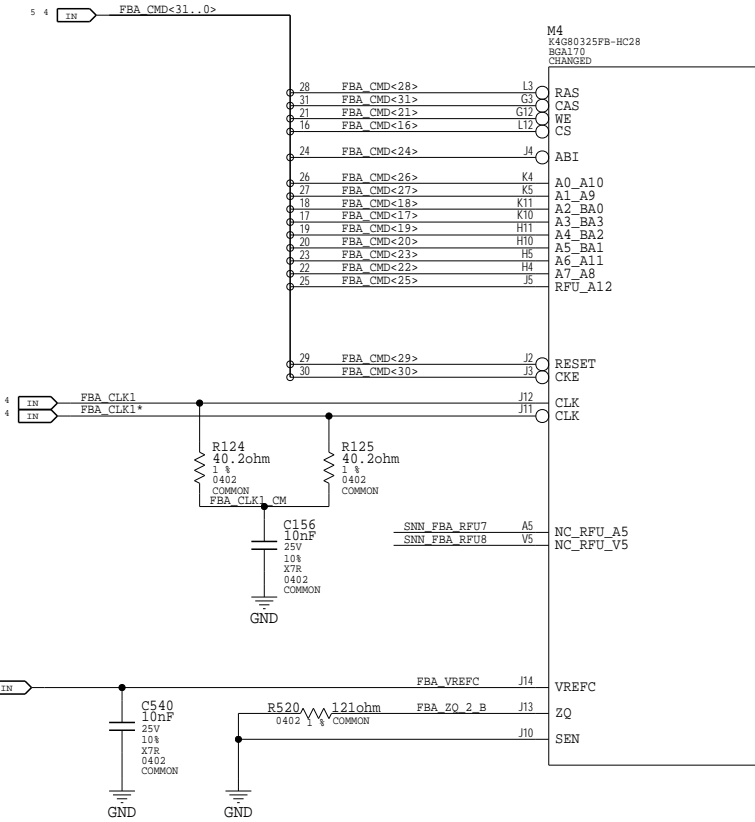 5 4 IN FBA_CMD<31..0>
M4
K4G80325FB-HC28
BGA170
CHANGED
28 FBA_CMD<28> L3 RAS
31 FBA_CMD<31> G3 CAS
21 FBA_CMD<21> G12 WE
16 FBA_CMD<16> L12 CS
24 FBA_CMD<24> J4 ABI
26 FBA_CMD<26> K4 A0_A10
27 FBA_CMD<27> K5 A1_A9
18 FBA_CMD<18> K11 A2_BA0
17 FBA_CMD<17> K10 A3_BA3
19 FBA_CMD<19> H11 A4_BA2
20 FBA_CMD<20> H10 A5_BA1
23 FBA_CMD<23> H5 A6_A11
22 FBA_CMD<22> H4 A7_A8
25 FBA_CMD<25> J5 RFU_A12
29 FBA_CMD<29> J2 RESET
30 FBA_CMD<30> J3 CKE
4 IN FBA_CLK1 J12 CLK
4 IN FBA_CLK1* J11 CLK
R124
40.2ohm
1 %
0402
COMMON
R125
40.2ohm
1 %
0402
COMMON
FBA_CLK1_CM
C156
10nF
25V
10%
X7R
0402
COMMON
GND
SNN_FBA_RFU7 A5 NC_RFU_A5
SNN_FBA_RFU8 V5 NC_RFU_V5
IN FBA_VREFC J14 VREFC
C540
10nF
25V
10%
X7R
0402
COMMON
GND
R520 121ohm FBA_ZQ_2_B J13 ZQ
0402 1 % COMMON
J10 SEN
GND